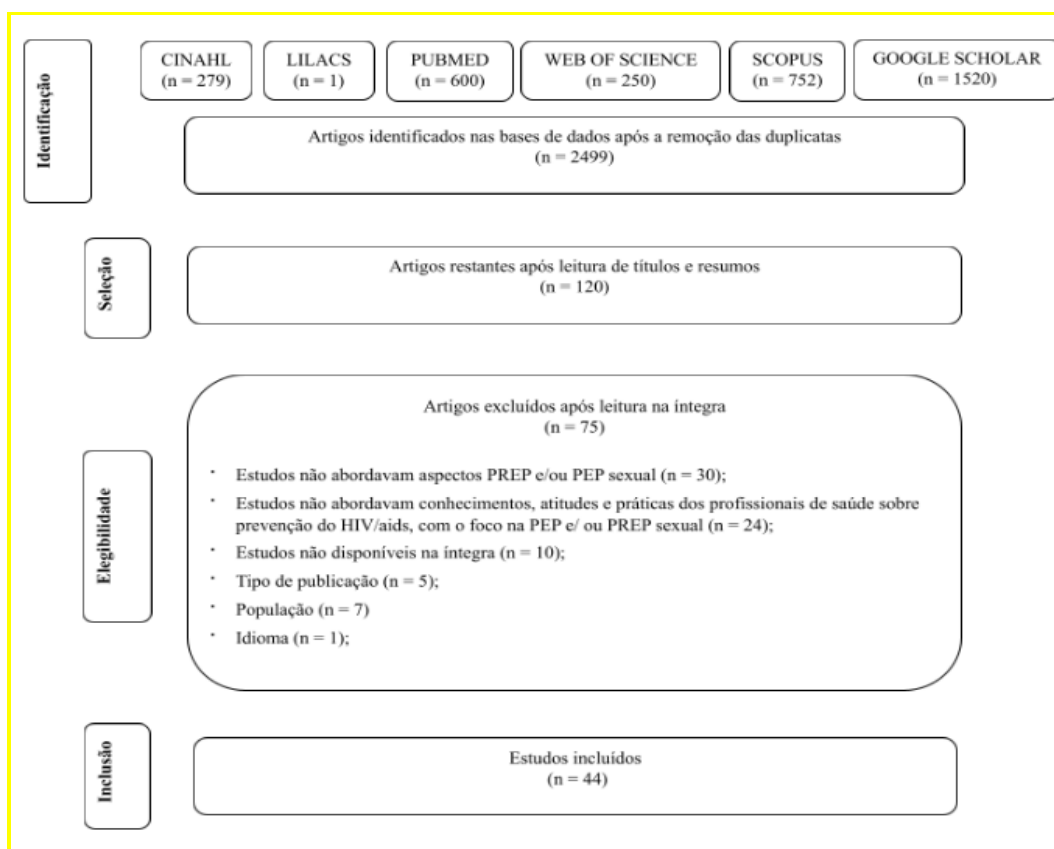 Identificação
CINAHL
(n = 279)
LILACS
(n = 1)
PUBMED
(n = 600)
WEB OF SCIENCE
(n = 250)
SCOPUS
(n = 752)
GOOGLE SCHOLAR
(n = 1520)
Artigos identificados nas bases de dados após a remoção das duplicatas
(n = 2499)
Seleção
Artigos restantes após leitura de títulos e resumos
(n = 120)
Elegibilidade
Artigos excluídos após leitura na íntegra
(n = 75)
· Estudos não abordavam aspectos PREP e/ou PEP sexual (n = 30);
· Estudos não abordavam conhecimentos, atitudes e práticas dos profissionais de saúde sobre
prevenção do HIV/aids, com o foco na PEP e/ ou PREP sexual (n = 24);
· Estudos não disponíveis na íntegra (n = 10);
· Tipo de publicação (n = 5);
· População (n = 7)
· Idioma (n = 1);
Inclusão
Estudos incluídos
(n = 44)